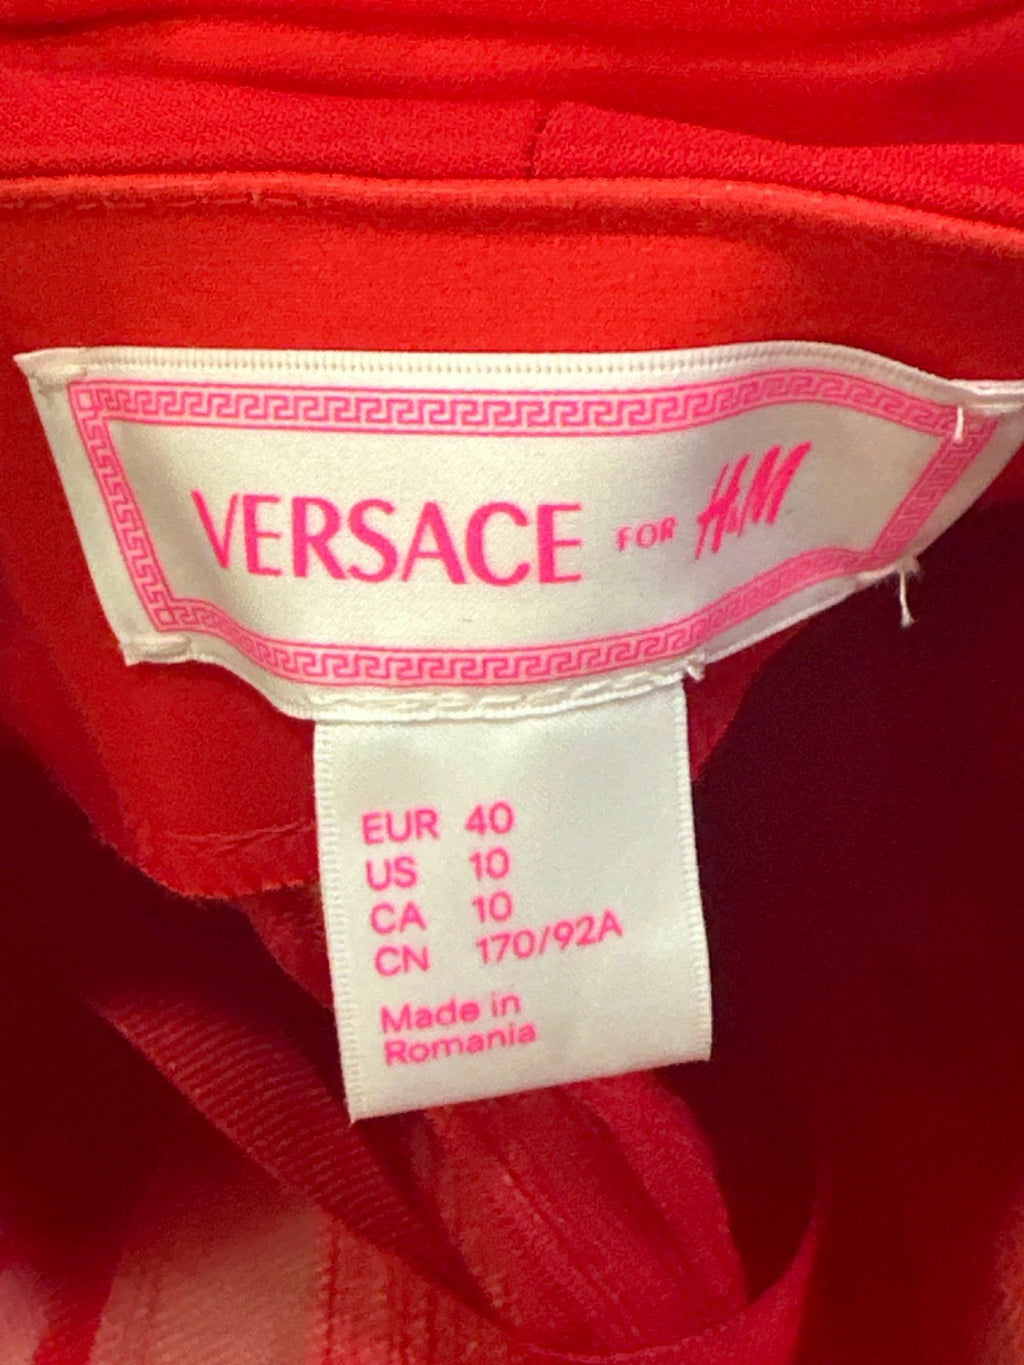 VERSACE FOR H&M
EUR 40
US 10
CA 10
CN 170/92A
Made in
Romania